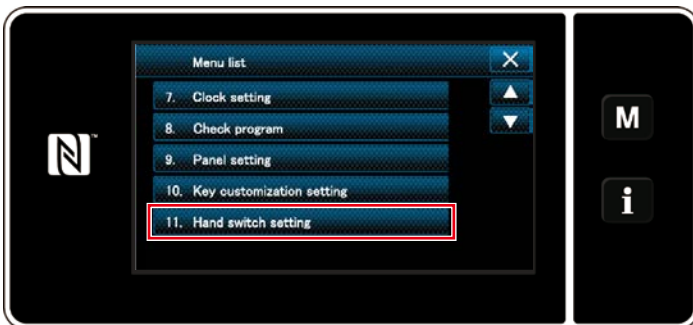 Menu list
7. Clock setting
8. Check program
9. Panel setting
10. Key customization setting
11. Hand switch setting
M
i
N